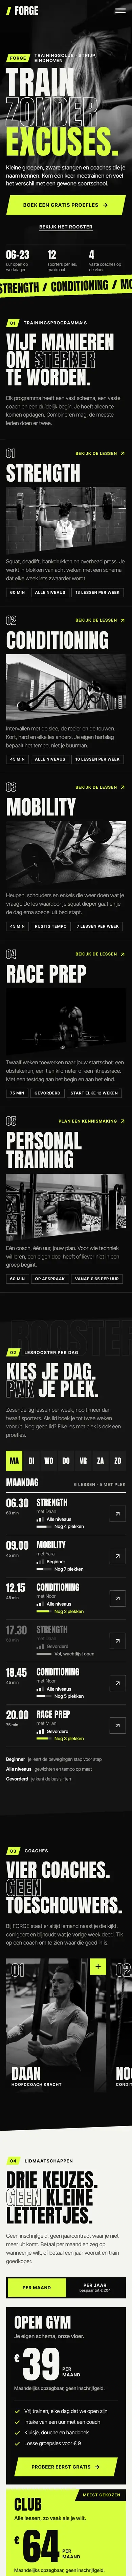 FORGE
FORGE
TRAININGSCLUB · STRIJP,
EINDHOVEN
TRAIN
ZONDER
EXCUSES.
Kleine groepen, zware stangen en coaches die je
naam kennen. Kom één keer meetrainen en voel
het verschil met een gewone sportschool.
BOEK EEN GRATIS PROEFLES
BEKIJK HET ROOSTER
06-23
uur open op
werkdagen
12
sporters per les,
maximaal
4
vaste coaches op
de vloer
STRENGTH / CONDITIONING / MO
01
TRAININGSPROGRAMMA'S
VIJF MANIEREN
OM STERKER
TE WORDEN.
Elk programma heeft een schema, een vaste
coach en een duidelijk begin. Je hoeft alleen te
komen opdagen. Combineren mag, de meeste
leden doen er twee.
01
BEKIJK DE LESSEN
STRENGTH
Squat, deadlift, bankdrukken en overhead press. Je
werkt in blokken van acht weken met een schema
dat elke week iets zwaarder wordt.
60 MIN
ALLE NIVEAUS
13 LESSEN PER WEEK
02
BEKIJK DE LESSEN
CONDITIONING
Intervallen met de slee, de roeier en de touwen.
Kort, hard en elke les anders. Je eigen hartslag
bepaalt het tempo, niet je buurman.
45 MIN
ALLE NIVEAUS
10 LESSEN PER WEEK
03
BEKIJK DE LESSEN
MOBILITY
Heupen, schouders en enkels die weer doen wat je
vraagt. De les waardoor je squat dieper gaat en je
de dag erna soepel uit bed stapt.
45 MIN
RUSTIG TEMPO
7 LESSEN PER WEEK
04
BEKIJK DE LESSEN
RACE PREP
Twaalf weken toewerken naar jouw startschot: een
obstakelrun, een tien kilometer of een fitnessrace.
Met een testdag aan het begin en aan het eind.
75 MIN
GEVORDERD
START ELKE 12 WEKEN
05
PLAN EEN KENNISMAKING
PERSONAL
TRAINING
Eén coach, één uur, jouw plan. Voor wie techniek
wil leren, een eigen doel heeft of liever niet in een
groep begint.
60 MIN
OP AFSPRAAK
VANAF € 65 PER UUR
02
LESROOSTER PER DAG
KIES JE DAG.
PAK JE PLEK.
Zesendertig lessen per week, nooit meer dan
twaalf sporters. Als lid boek je tot twee weken
vooruit. Nog geen lid? Elke les met plek is ook een
proefles.
MA
DI
WO
DO
VR
ZA
ZO
MAANDAG
6 LESSEN · 5 MET PLEK
06.30
60 min
STRENGTH
met Daan
Alle niveaus
Nog 4 plekken
09.00
45 min
MOBILITY
met Yara
Beginner
Nog 7 plekken
12.15
45 min
CONDITIONING
met Noor
Alle niveaus
Nog 2 plekken
17.30
60 min
STRENGTH
met Daan
Gevorderd
Vol, wachtlijst open
18.45
45 min
CONDITIONING
met Noor
Alle niveaus
Nog 5 plekken
20.00
75 min
RACE PREP
met Milan
Gevorderd
Nog 3 plekken
Beginner je leert de bewegingen stap voor stap
Alle niveaus gewichten en tempo op maat
Gevorderd je kent de basisliften
03
COACHES
VIER COACHES.
GEEN
TOESCHOUWERS.
Bij FORGE staat er altijd iemand naast je die kijkt,
corrigeert en bijhoudt wat je vorige week deed. Tik
op een coach en zie direct waar die goed in is.
01
DAAN
HOOFDCOACH KRACHT
02
04
LIDMAATSCHAPPEN
DRIE KEUZES.
GEEN KLEINE
LETTERTJES.
Geen inschrijfgeld, geen jaarcontract waar je niet
meer uit komt. Betaal per maand en zeg op
wanneer je wilt, of betaal een jaar vooruit en train
goedkoper.
PER MAAND
PER JAAR
bespaar tot € 204
OPEN GYM
Je eigen schema, onze vloer.
€ 39 PER
MAAND
Maandelijks opzegbaar, geen inschrijfgeld.
Vrij trainen, elke dag dat we open zijn
Intake van een uur met een coach
Kluisje, douche en handdoek
Losse groepsles voor € 9
PROBEER EERST GRATIS
MEEST GEKOZEN
CLUB
Alle lessen, zo vaak als je wilt.
€ 64 PER
MAAND
Maandelijks opzegbaar, geen inschrijfgeld.